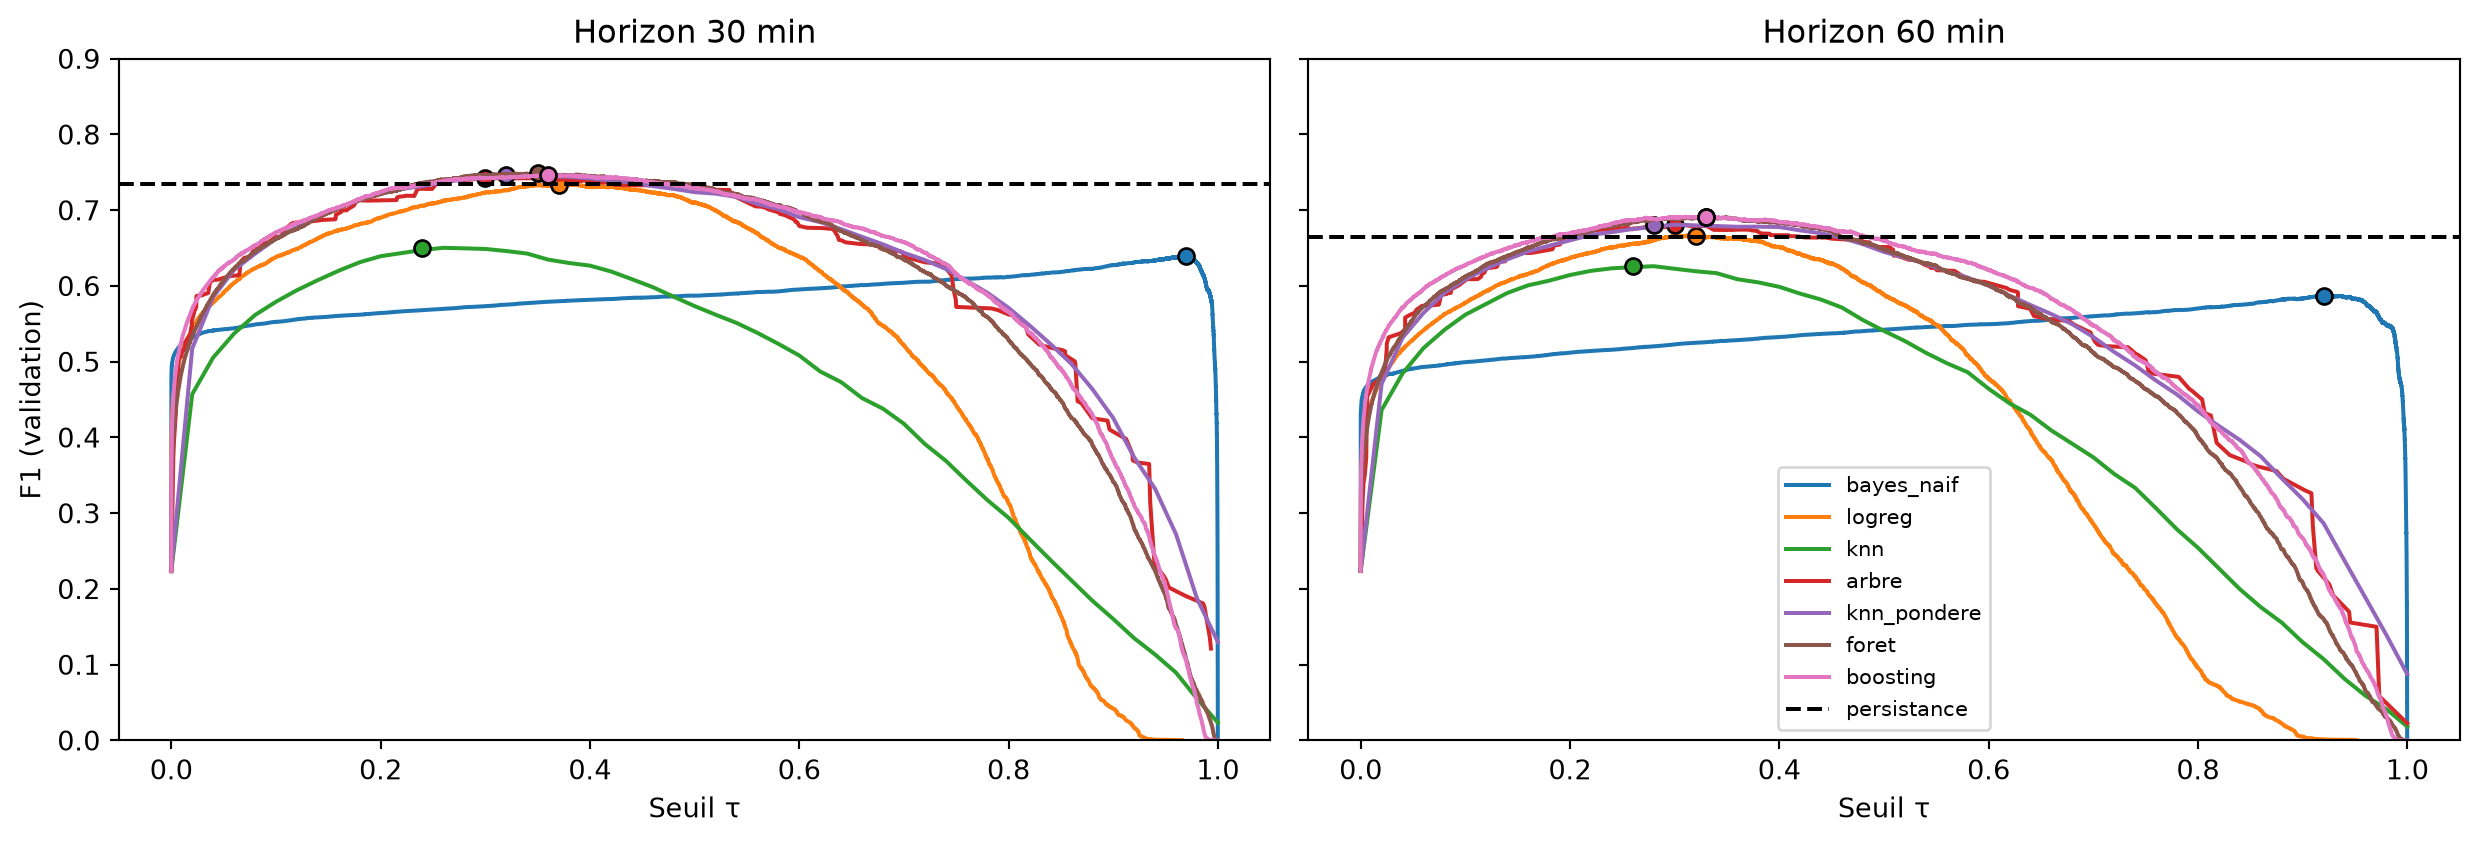 Horizon 30 min
Horizon 60 min
0.9
0.8
0.7
0.6
0.5
0.4
0.3
0.2
0.1
0.0
F1 (validation)
0.0 0.2 0.4 0.6 0.8 1.0
Seuil τ
bayes_naif
logreg
knn
arbre
knn_pondere
foret
boosting
persistance
0.0 0.2 0.4 0.6 0.8 1.0
Seuil τ